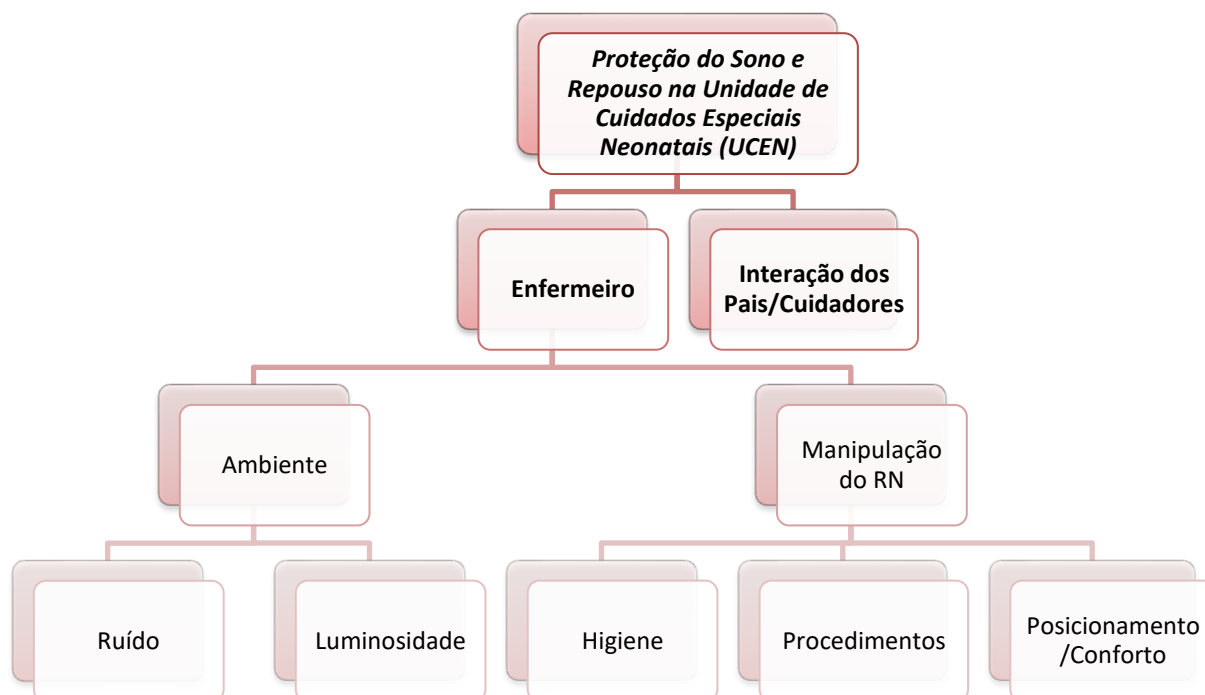 Proteção do Sono e
Repouso na Unidade de
Cuidados Especiais
Neonatais (UCEN)
Enfermeiro
Interação dos
Pais/Cuidadores
Ambiente
Manipulação
do RN
Ruído
Luminosidade
Higiene
Procedimentos
Posicionamento
/Conforto